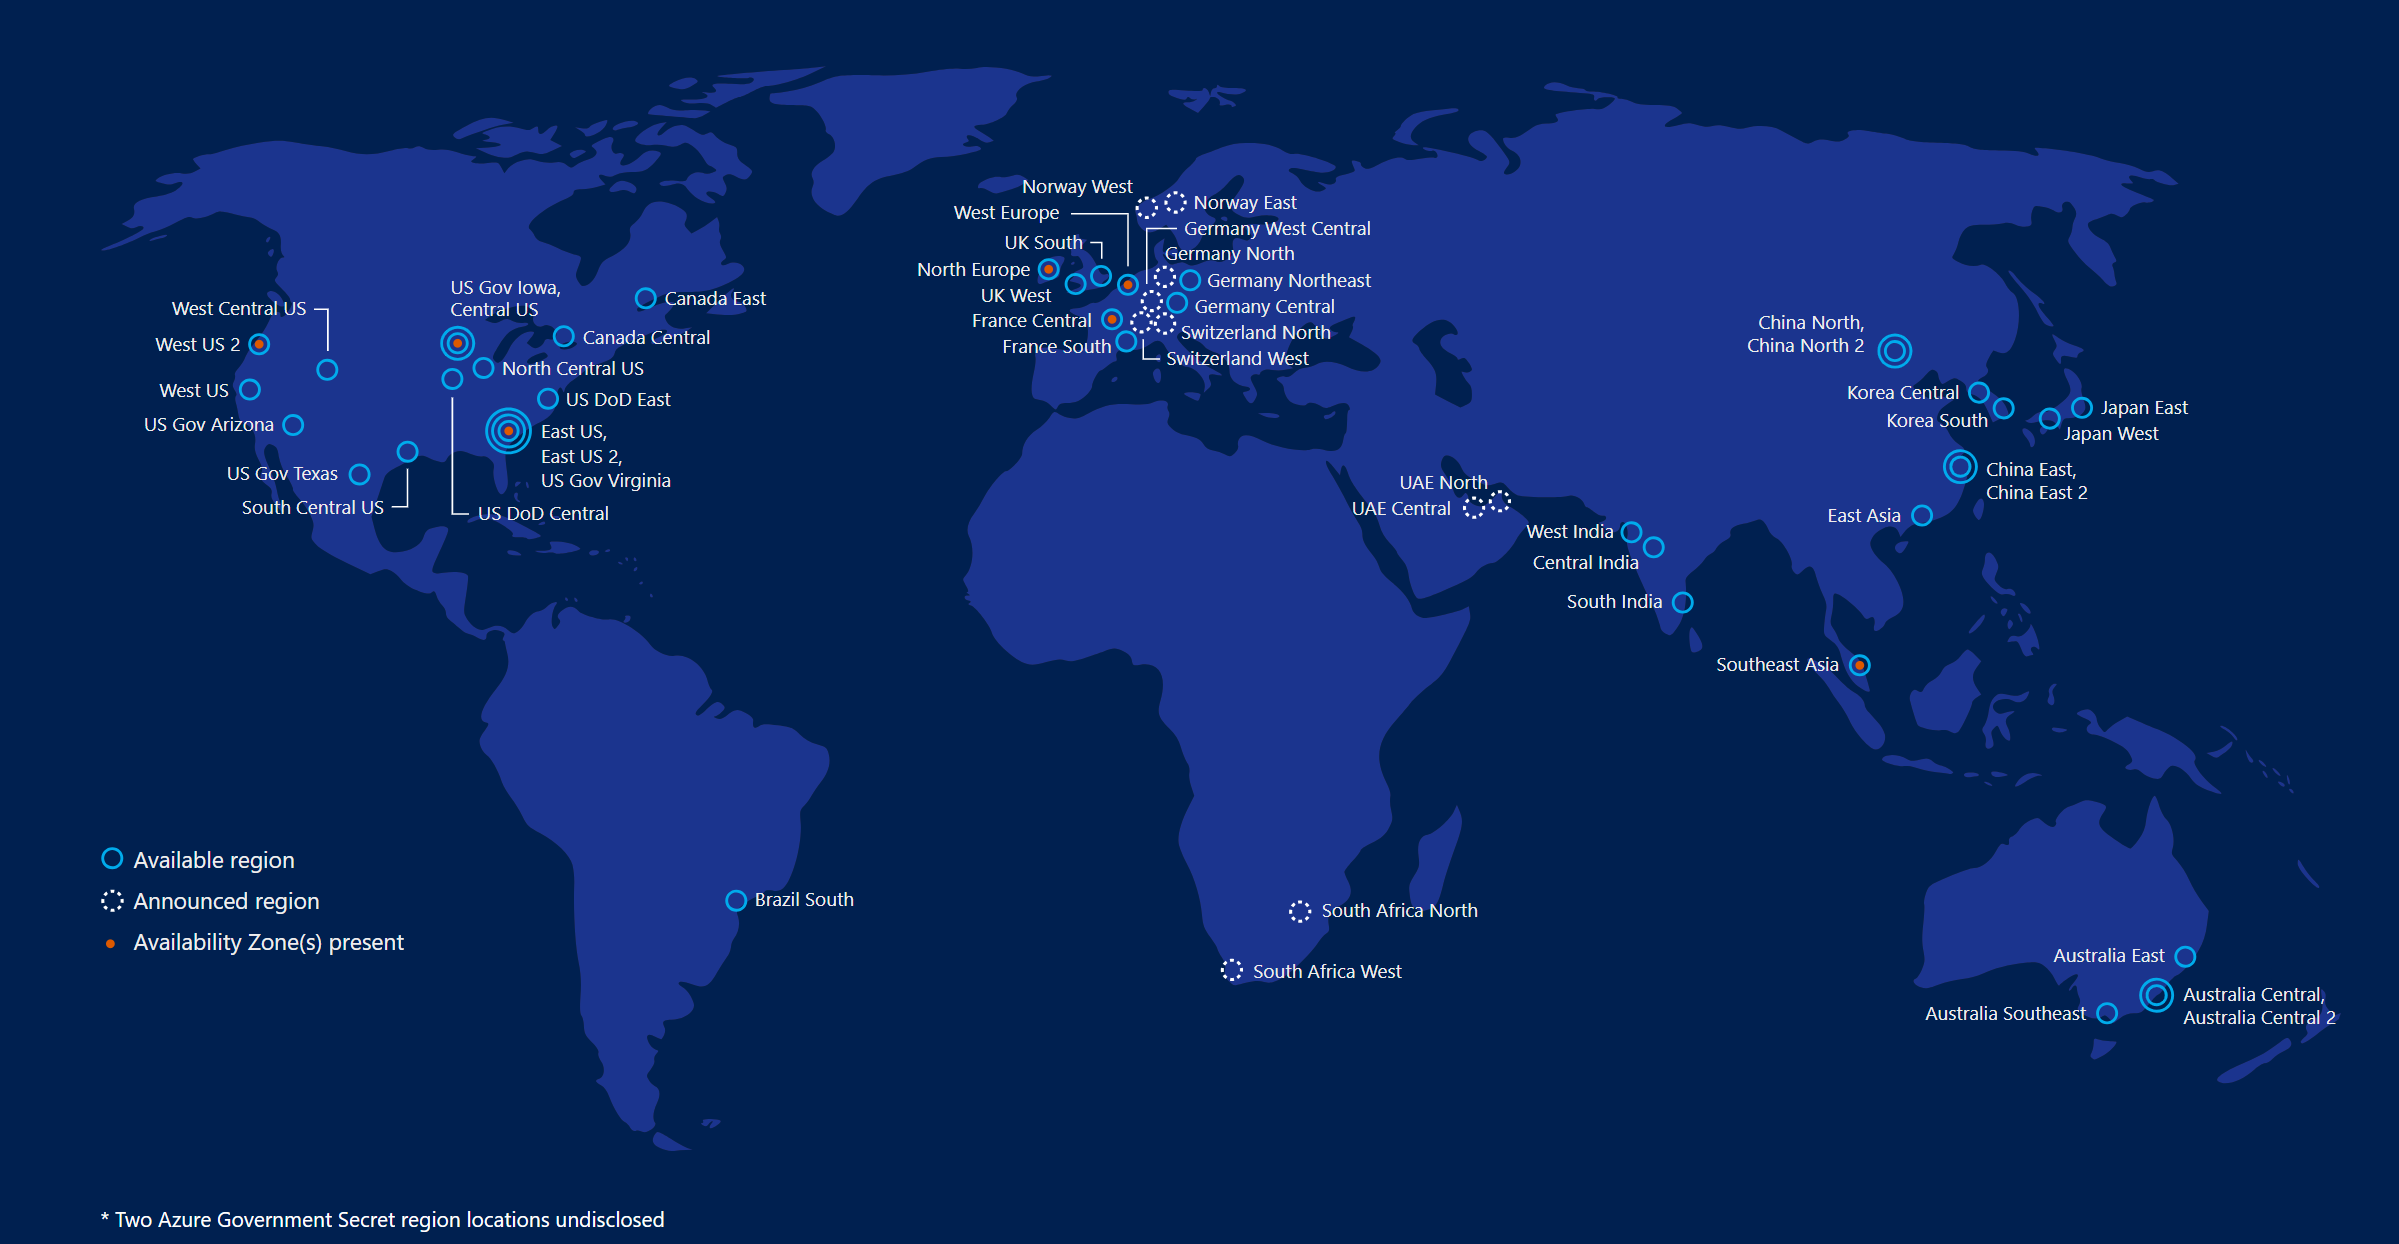 West Central US
West US 2
West US
US Gov Arizona
US Gov Texas
South Central US
US Gov Iowa,
Central US
North Central US
US DoD East
East US,
East US 2,
US Gov Virginia
US DoD Central
Canada East
Canada Central
Brazil South
Norway West
Norway East
West Europe
Germany West Central
UK South
Germany North
North Europe
Germany Northeast
UK West
Germany Central
France Central
Switzerland North
France South
Switzerland West
UAE North
UAE Central
West India
Central India
South India
China North,
China North 2
Korea Central
Korea South
Japan East
Japan West
China East,
China East 2
East Asia
Southeast Asia
South Africa North
South Africa West
Australia East
Australia Central,
Australia Central 2
Australia Southeast
Available region
Announced region
Availability Zone(s) present
* Two Azure Government Secret region locations undisclosed